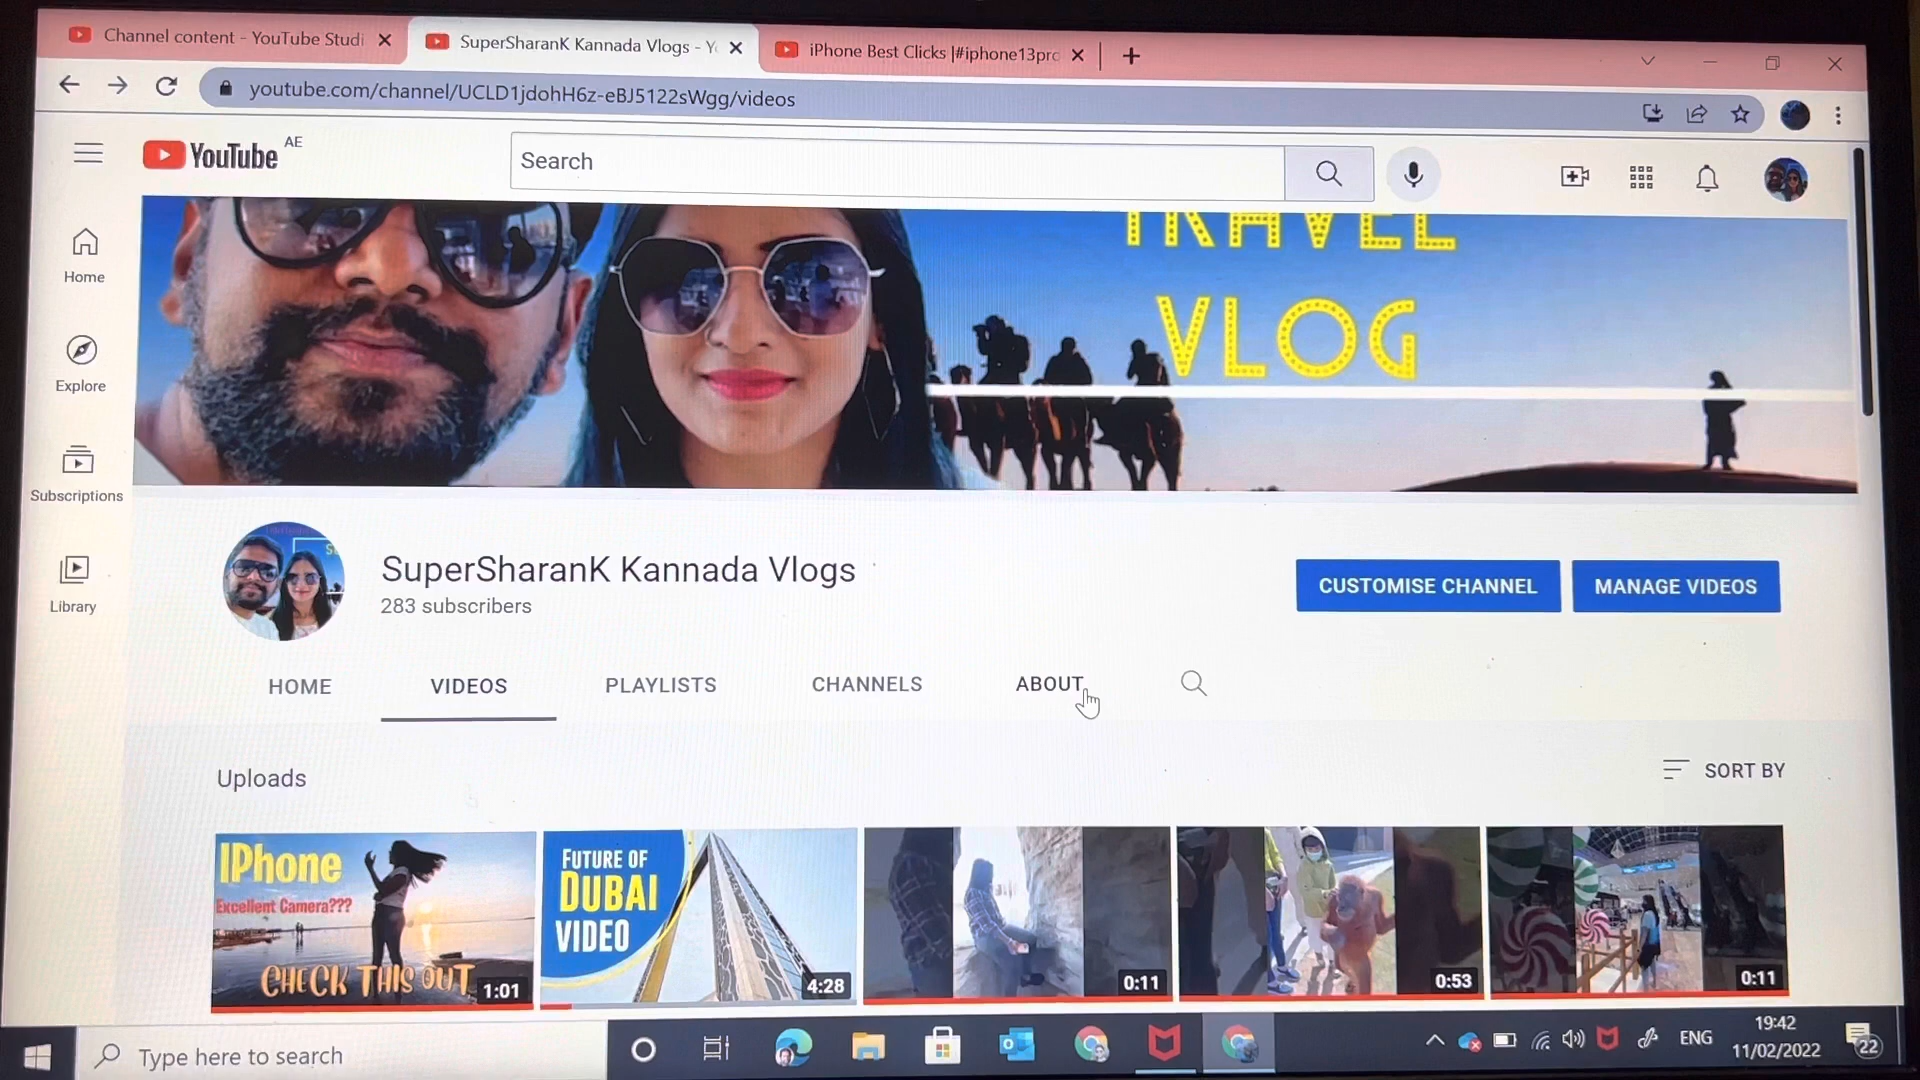 Channel content - YouTube Studi
SuperSharanK Kannada Vlogs - Yo
iPhone Best Clicks |#iphone13pro
youtube.com/channel/UCLD1jdohH6z-eBJ5122sWgg/videos
YouTube AE
Search
Home
Explore
Subscriptions
Library
TRAVEL
VLOG
SuperSharanK Kannada Vlogs
283 subscribers
CUSTOMISE CHANNEL
MANAGE VIDEOS
HOME VIDEOS PLAYLISTS CHANNELS ABOUT
Uploads
SORT BY
IPhone
Excellent Camera???
CHECK THIS OUT
1:01
FUTURE OF
DUBAI
VIDEO
4:28
0:11
0:53
0:11
Type here to search
ENG
19:42
11/02/2022
22